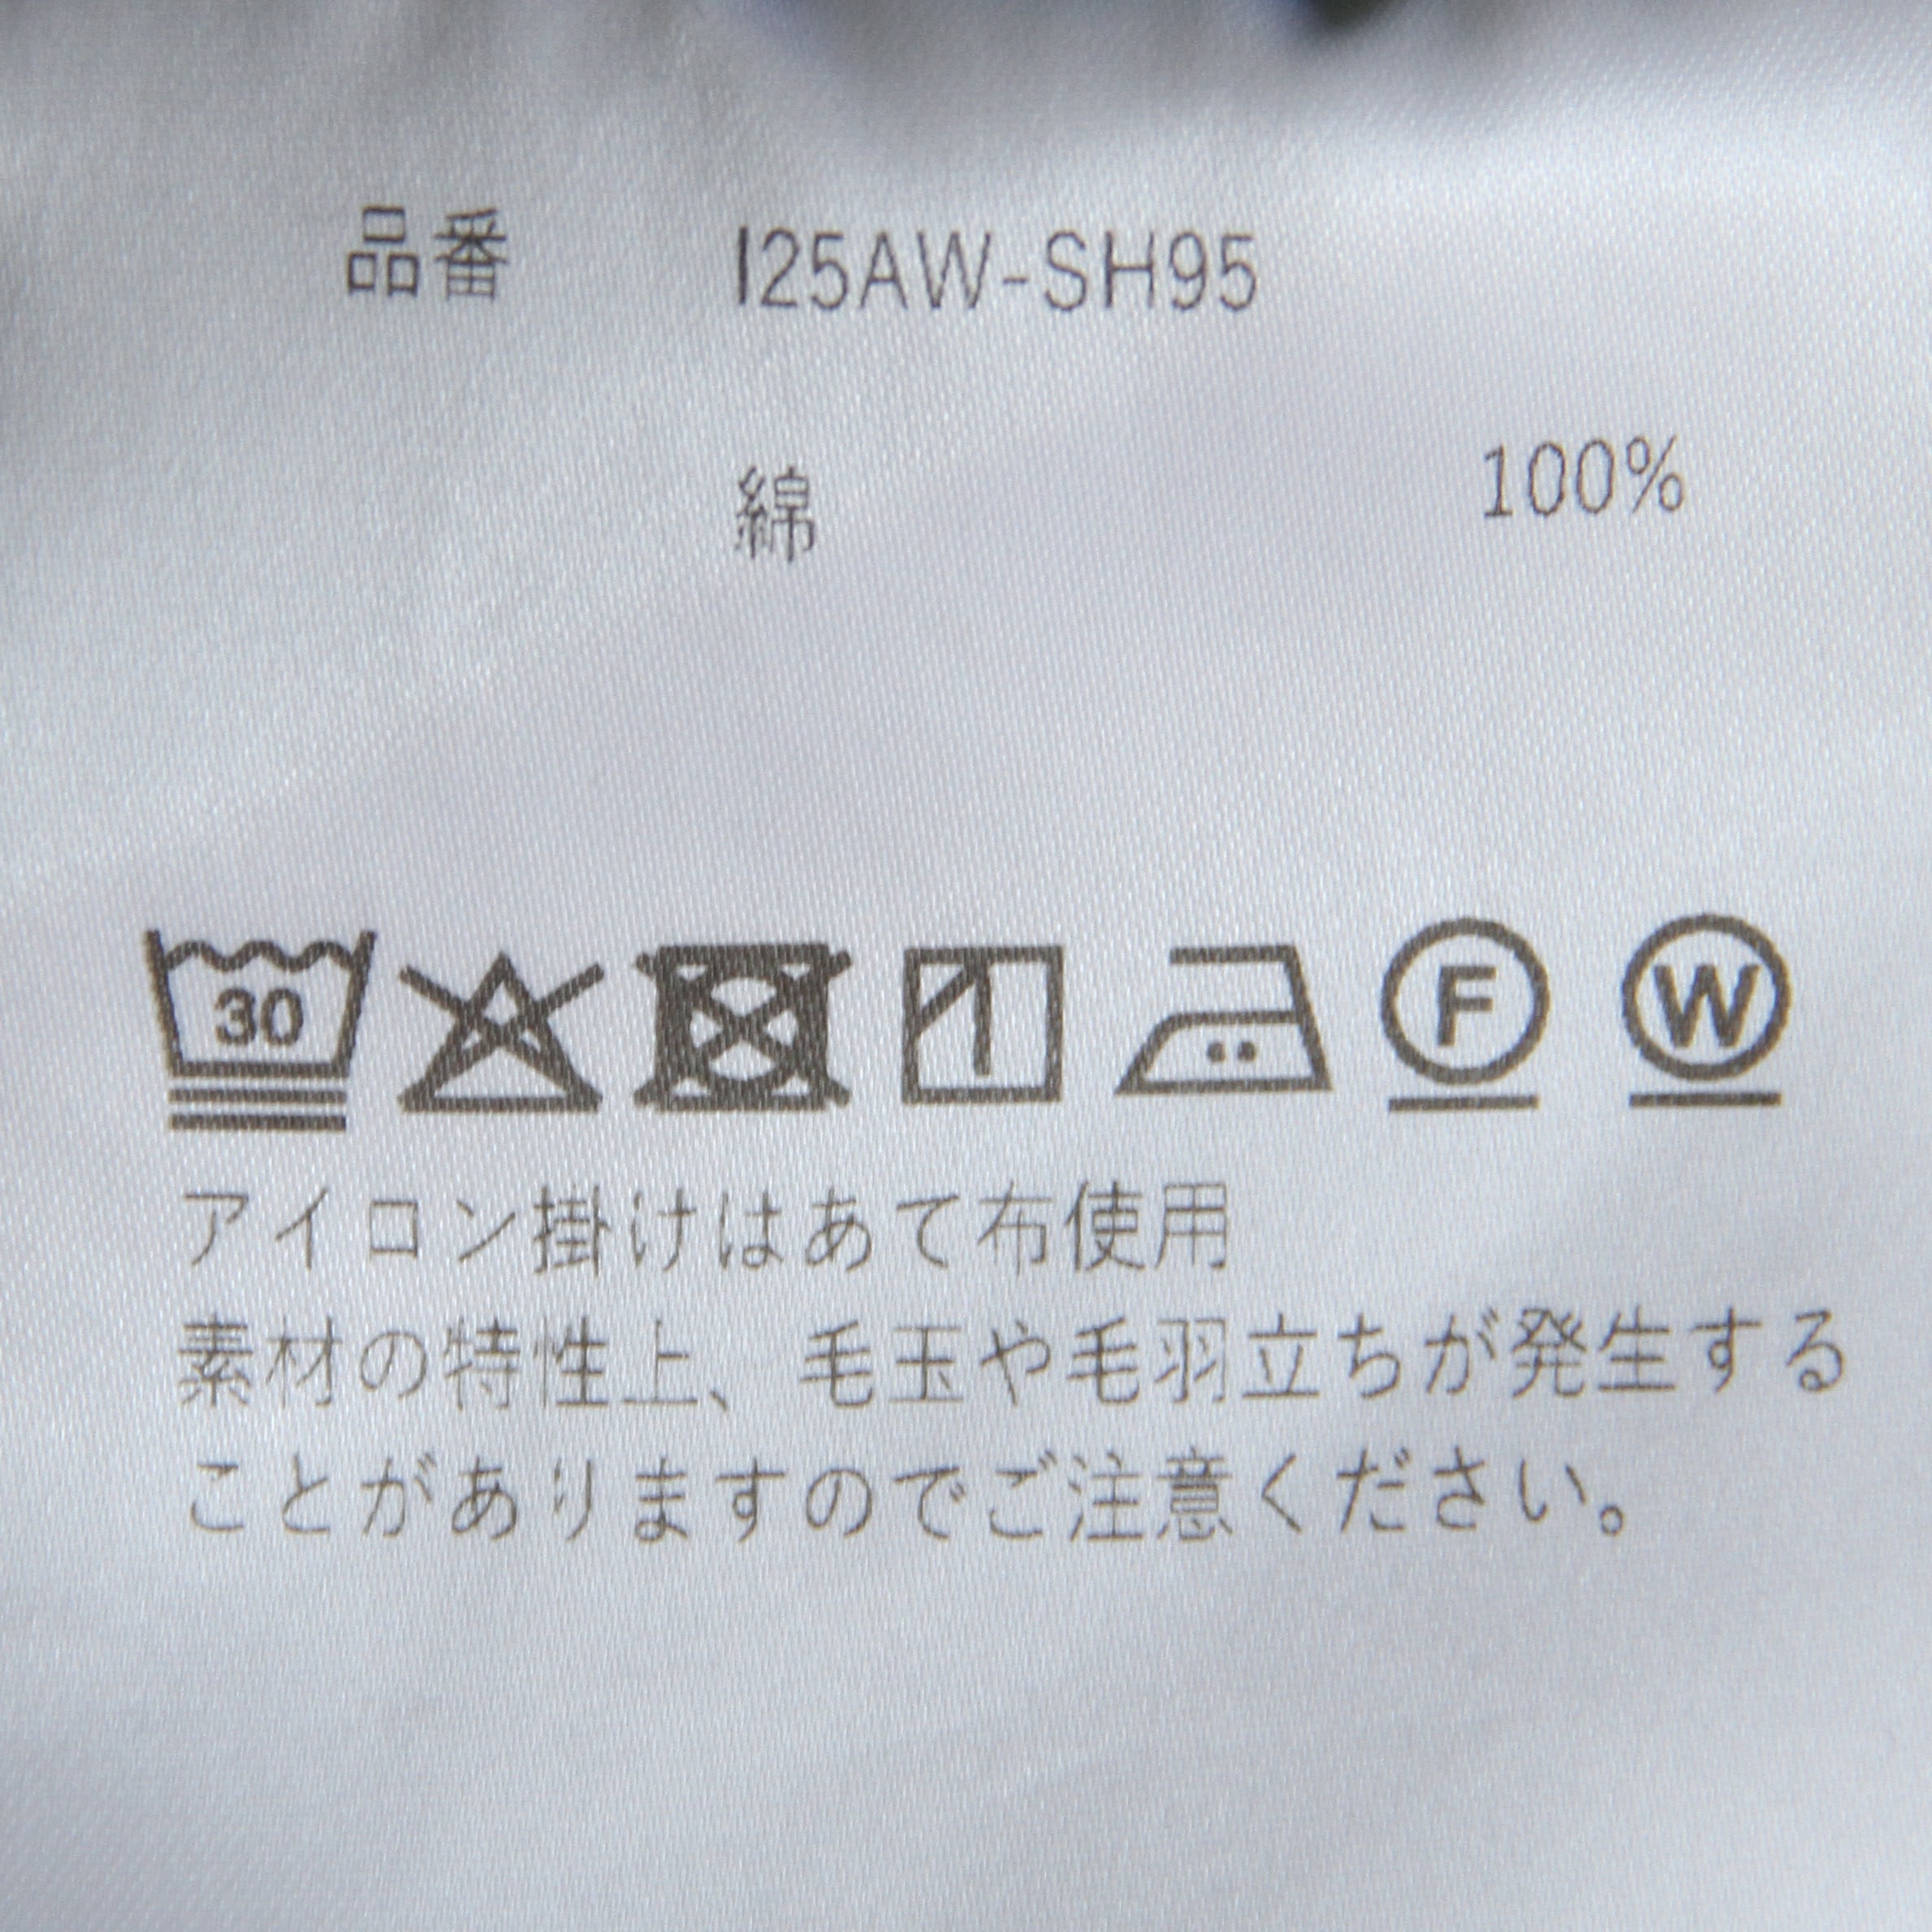 品番 I25AW-SH95
綿 100%
30 F W
アイロン掛けはあて布使用
素材の特性上、毛玉や毛羽立ちが発生する
ことがありますのでご注意ください。